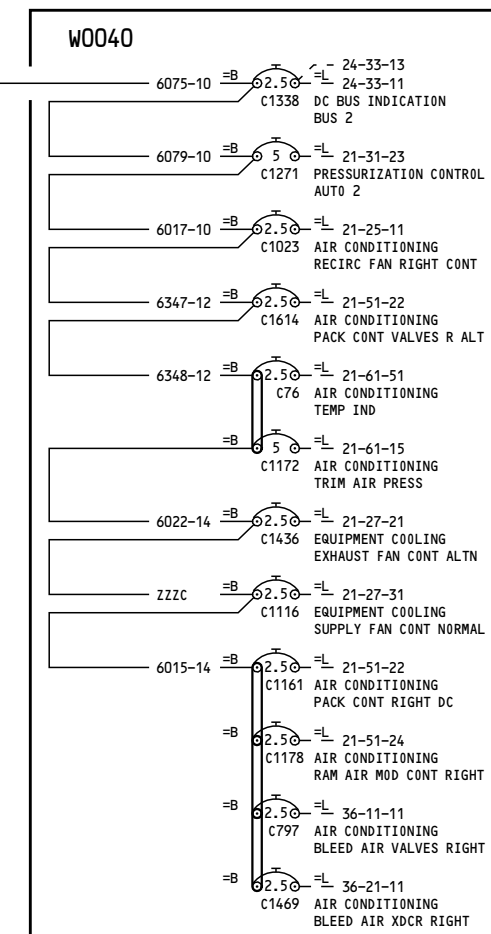 W0040
24-33-13
6075-10 =B 2.5 =L 24-33-11
C1338 DC BUS INDICATION
BUS 2
6079-10 =B 5 =L 21-31-23
C1271 PRESSURIZATION CONTROL
AUTO 2
6017-10 =B 2.5 =L 21-25-11
C1023 AIR CONDITIONING
RECIRC FAN RIGHT CONT
6347-12 =B 2.5 =L 21-51-22
C1614 AIR CONDITIONING
PACK CONT VALVES R ALT
6348-12 =B 2.5 =L 21-61-51
C76 AIR CONDITIONING
TEMP IND
=B 5 =L 21-61-15
C1172 AIR CONDITIONING
TRIM AIR PRESS
6022-14 =B 2.5 =L 21-27-21
C1436 EQUIPMENT COOLING
EXHAUST FAN CONT ALTN
ZZZC =B 2.5 =L 21-27-31
C1116 EQUIPMENT COOLING
SUPPLY FAN CONT NORMAL
6015-14 =B 2.5 =L 21-51-22
C1161 AIR CONDITIONING
PACK CONT RIGHT DC
=B 2.5 =L 21-51-24
C1178 AIR CONDITIONING
RAM AIR MOD CONT RIGHT
=B 2.5 =L 36-11-11
C797 AIR CONDITIONING
BLEED AIR VALVES RIGHT
=B 2.5 =L 36-21-11
C1469 AIR CONDITIONING
BLEED AIR XDCR RIGHT